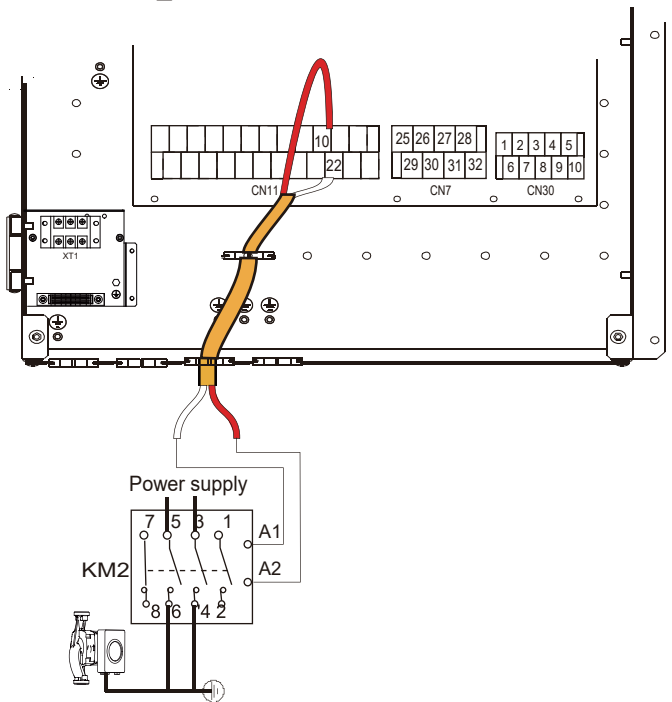 10
22
CN11
25 26 27 28
29 30 31 32
CN7
1 2 3 4 5
6 7 8 9 10
CN30
XT1
Power supply
7 5 3 1
A1
KM2
A2
8 6 4 2